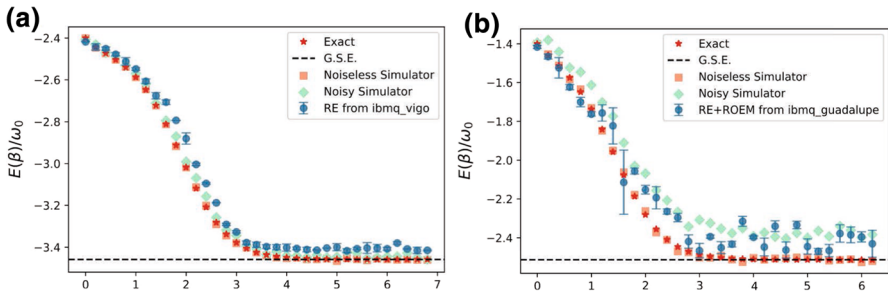 (a)
E(β)/ω0
−2.4
−2.6
−2.8
−3.0
−3.2
−3.4
0 1 2 3 4 5 6 7
Exact
G.S.E.
Noiseless Simulator
Noisy Simulator
RE from ibmq_vigo
(b)
E(β)/ω0
−1.4
−1.6
−1.8
−2.0
−2.2
−2.4
0 1 2 3 4 5 6
Exact
G.S.E.
Noiseless Simulator
Noisy Simulator
RE+ROEM from ibmq_guadalupe